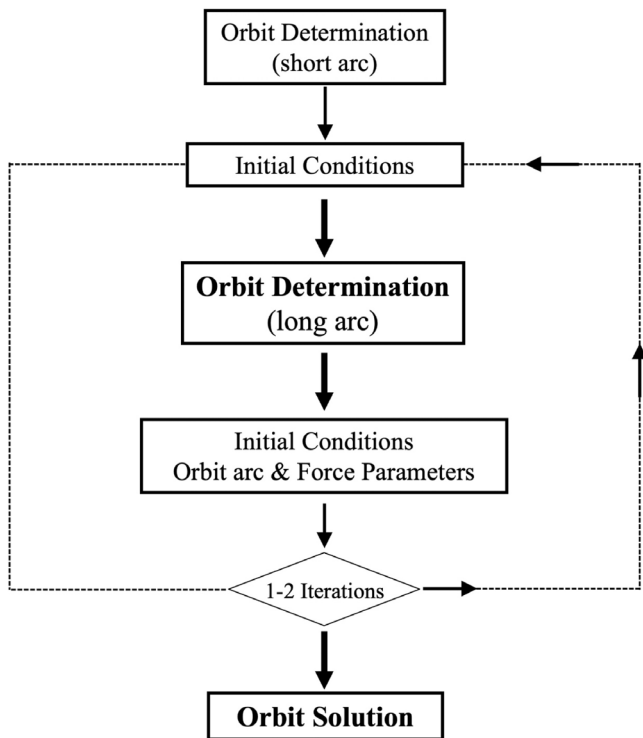 Orbit Determination
(short arc)
Initial Conditions
Orbit Determination
(long arc)
Initial Conditions
Orbit arc & Force Parameters
1-2 Iterations
Orbit Solution